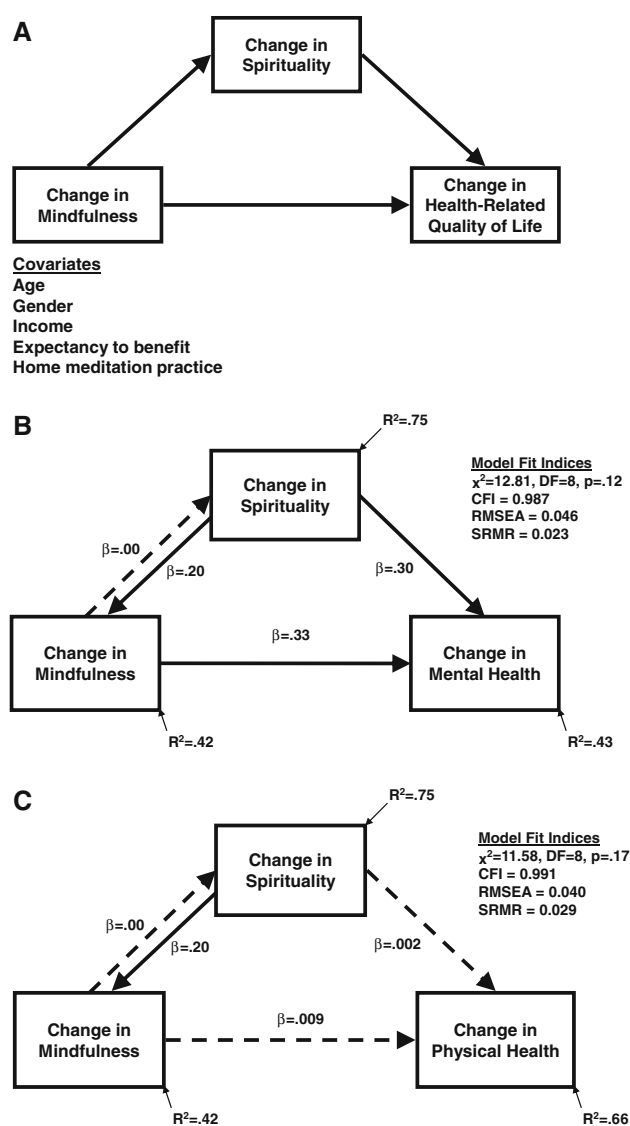 A
Change in
Spirituality
Change in
Mindfulness
Change in
Health-Related
Quality of Life
Covariates
Age
Gender
Income
Expectancy to benefit
Home meditation practice
B
R²=.75
Change in
Spirituality
Model Fit Indices
x²=12.81, DF=8, p=.12
CFI = 0.987
RMSEA = 0.046
SRMR = 0.023
β=.00
β=.20
β=.30
Change in
Mindfulness
β=.33
Change in
Mental Health
R²=.42
R²=.43
C
R²=.75
Change in
Spirituality
Model Fit Indices
x²=11.58, DF=8, p=.17
CFI = 0.991
RMSEA = 0.040
SRMR = 0.029
β=.00
β=.20
β=.002
Change in
Mindfulness
β=.009
Change in
Physical Health
R²=.42
R²=.66